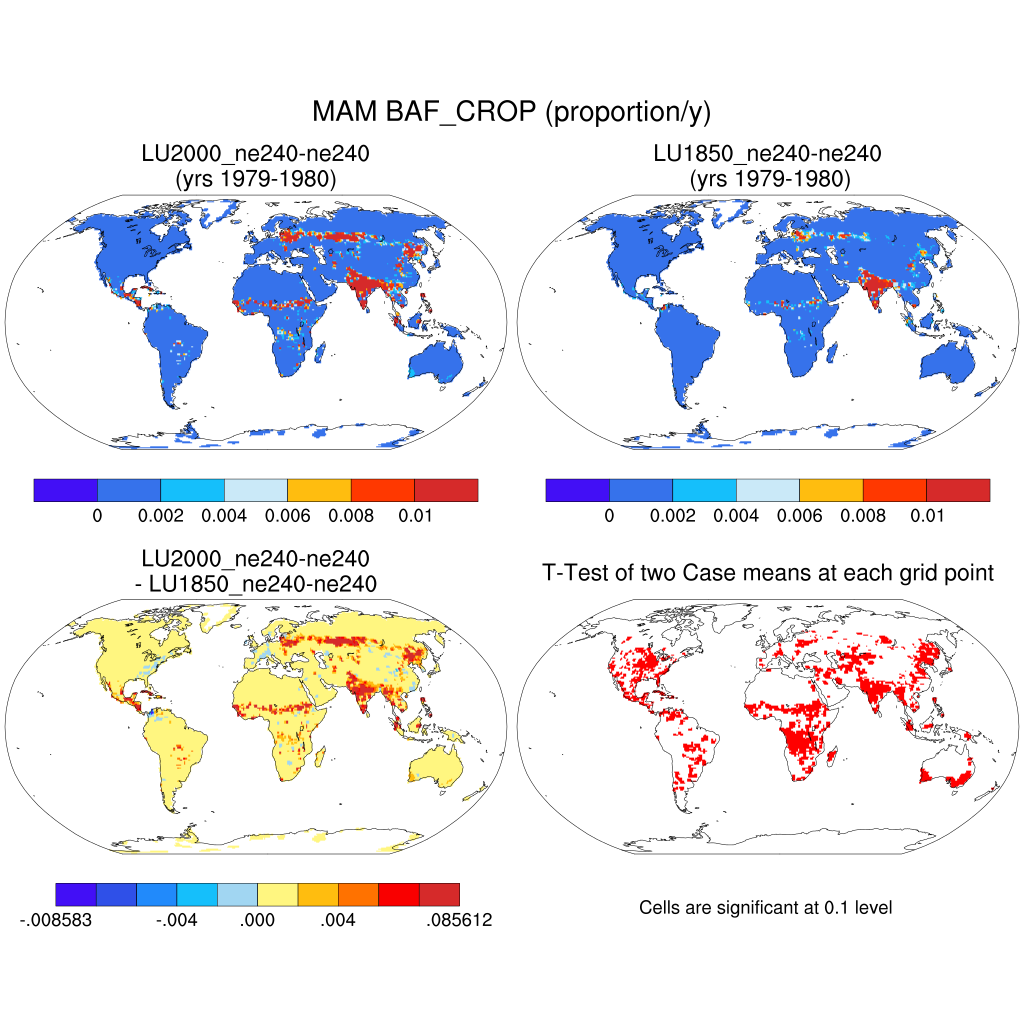 MAM BAF_CROP (proportion/y)
LU2000_ne240-ne240
(yrs 1979-1980)
LU1850_ne240-ne240
(yrs 1979-1980)
0 0.002 0.004 0.006 0.008 0.01
0 0.002 0.004 0.006 0.008 0.01
LU2000_ne240-ne240
- LU1850_ne240-ne240
T-Test of two Case means at each grid point
-.008583 -.004 .000 .004 .085612
Cells are significant at 0.1 level